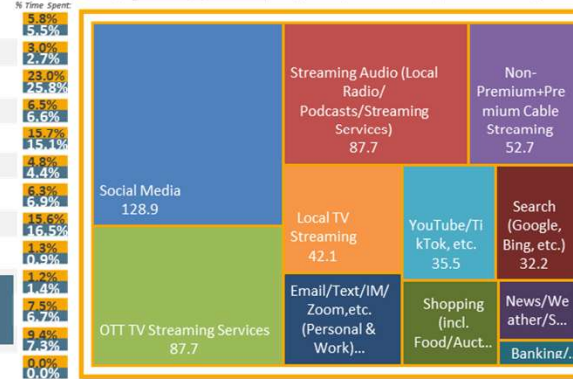 % Time Spent:
5.8%
5.5%
3.0%
2.7%
23.0%
25.8%
6.5%
6.6%
15.7%
15.1%
4.8%
4.4%
6.3%
6.9%
15.6%
16.5%
1.3%
0.9%
1.2%
1.4%
7.5%
6.7%
9.4%
7.3%
0.0%
0.0%
Social Media
128.9
OTT TV Streaming Services
87.7
Streaming Audio (Local
Radio/
Podcasts/Streaming
Services)
87.7
Non-
Premium+Pre
mium Cable
Streaming
52.7
Local TV
Streaming
42.1
YouTube/Ti
kTok, etc.
35.5
Search
(Google,
Bing, etc.)
32.2
Email/Text/IM/
Zoom,etc.
(Personal &
Work)...
Shopping
(incl.
Food/Auct...
News/We
ather/S...
Banking/...